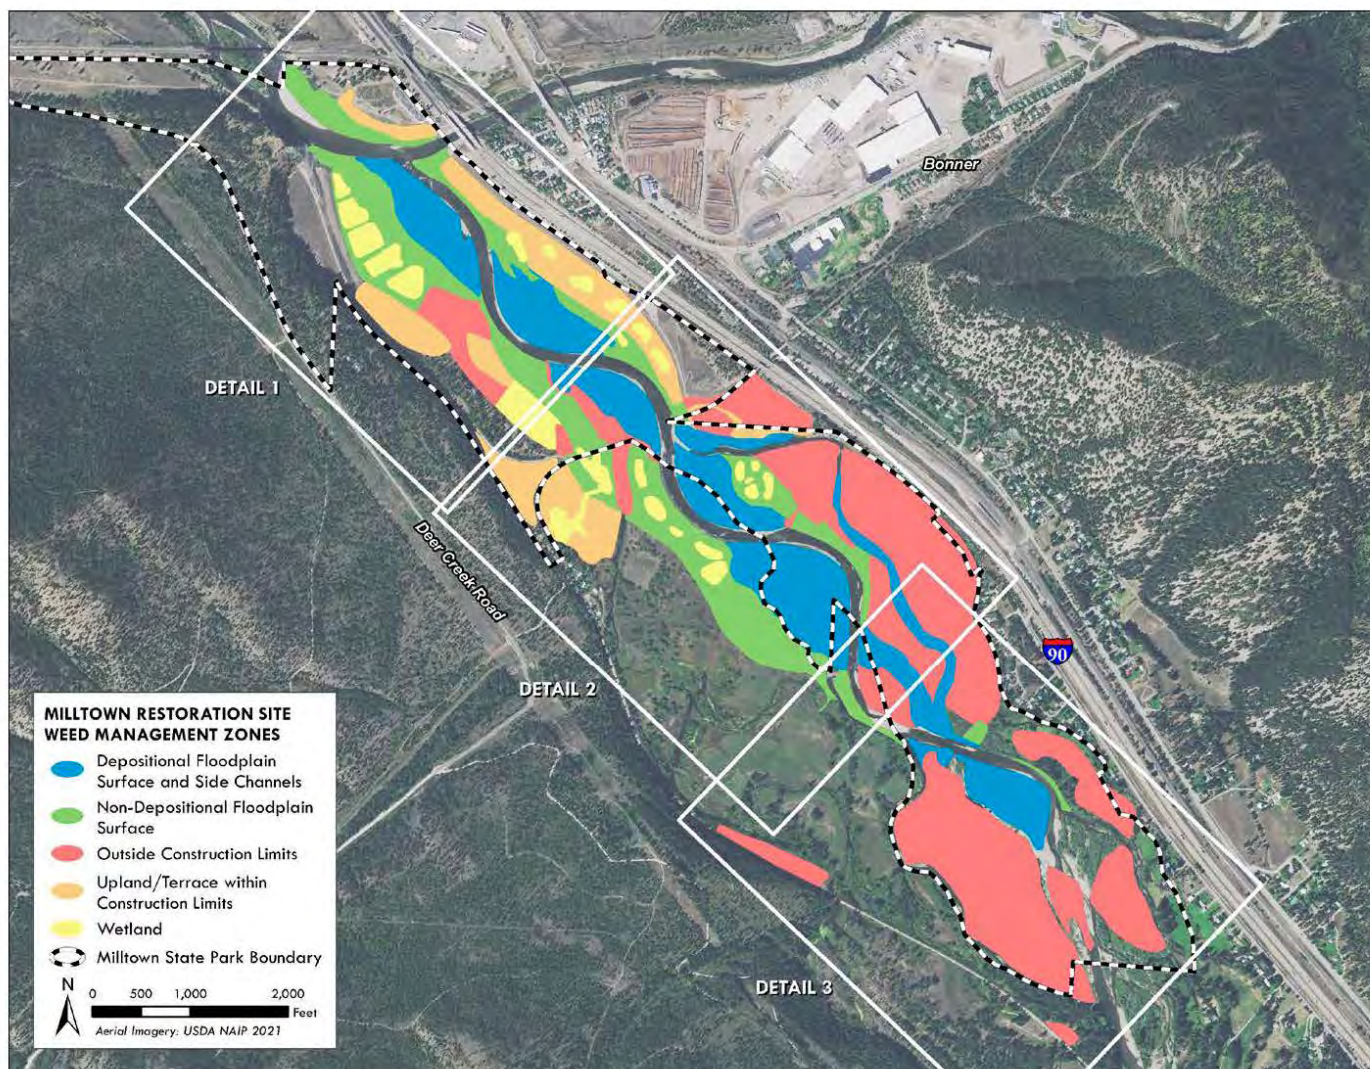 Bonner
DETAIL 1
Deer Creek Road
90
DETAIL 2
DETAIL 3
MILLTOWN RESTORATION SITE
WEED MANAGEMENT ZONES
Depositional Floodplain
Surface and Side Channels
Non-Depositional Floodplain
Surface
Outside Construction Limits
Upland/Terrace within
Construction Limits
Wetland
Milltown State Park Boundary
N
0 500 1,000 2,000
Feet
Aerial Imagery: USDA NAIP 2021